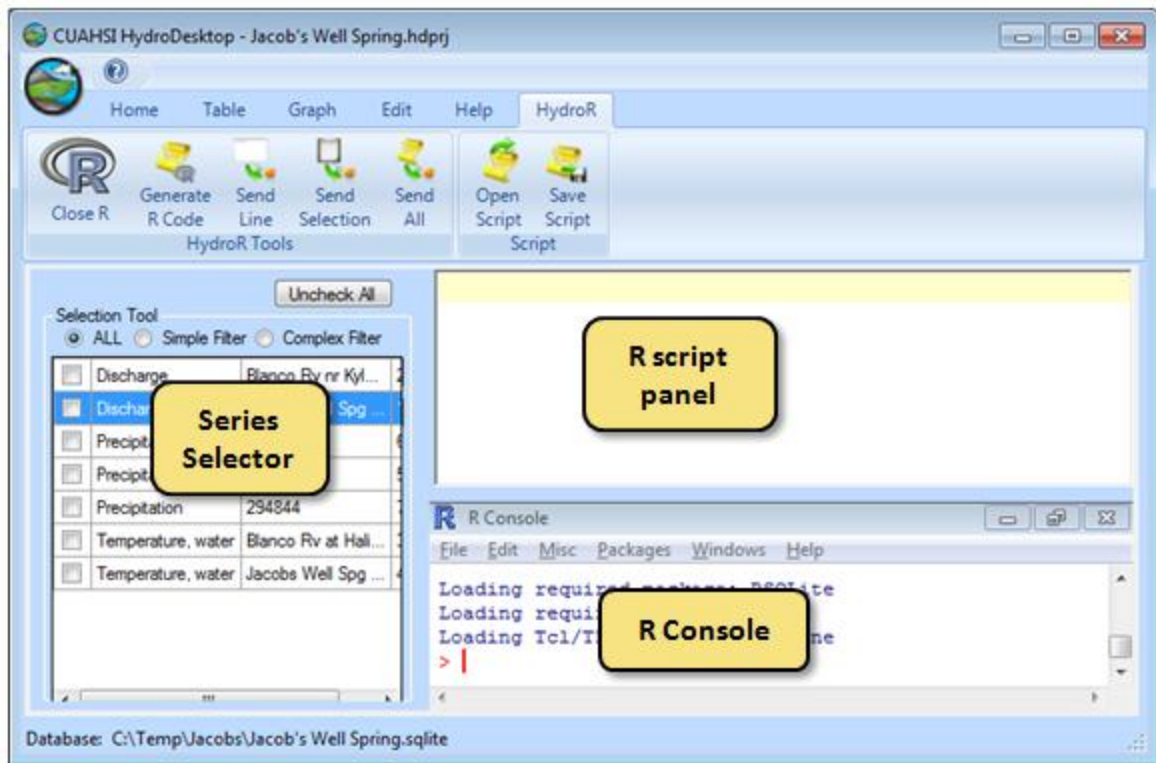 CUAHSI HydroDesktop - Jacob's Well Spring.hdprj
Home Table Graph Edit Help HydroR
Close R
Generate R Code
Send Line
Send Selection
Send All
Open Script
Save Script
HydroR Tools
Script
Uncheck All
Selection Tool
ALL Simple Filter Complex Filter
Discharge Blanco Rv nr Kyl...
Spg ...
Precipitation 294844
Temperature, water Blanco Rv at Hali...
Temperature, water Jacobs Well Spg ...
Series
Selector
R script
panel
R Console
File Edit Misc Packages Windows Help
Loading required package: RSQLite
Loading
Loading
>
R Console
Database: C:\Temp\Jacobs\Jacob's Well Spring.sqlite